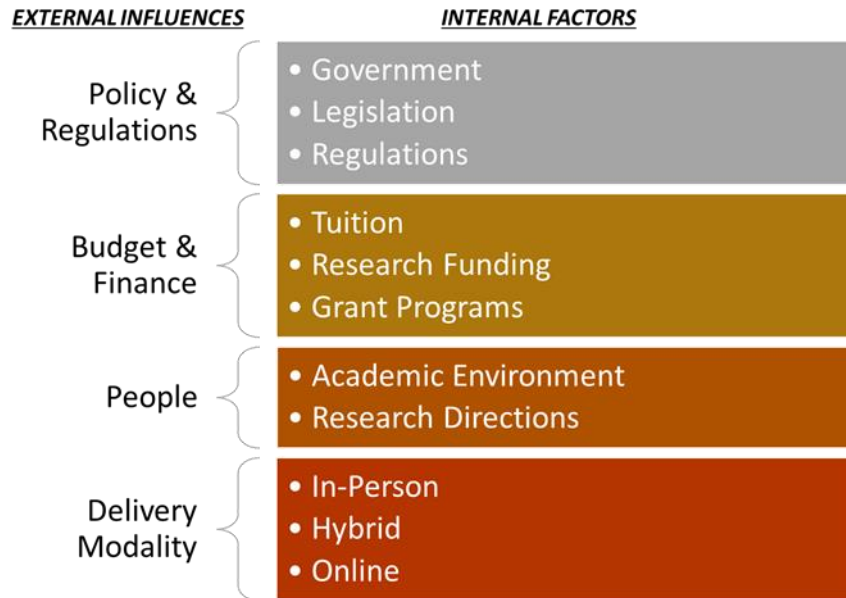 EXTERNAL INFLUENCES
INTERNAL FACTORS
Policy &
Regulations
• Government
• Legislation
• Regulations
Budget &
Finance
• Tuition
• Research Funding
• Grant Programs
People
• Academic Environment
• Research Directions
Delivery
Modality
• In-Person
• Hybrid
• Online